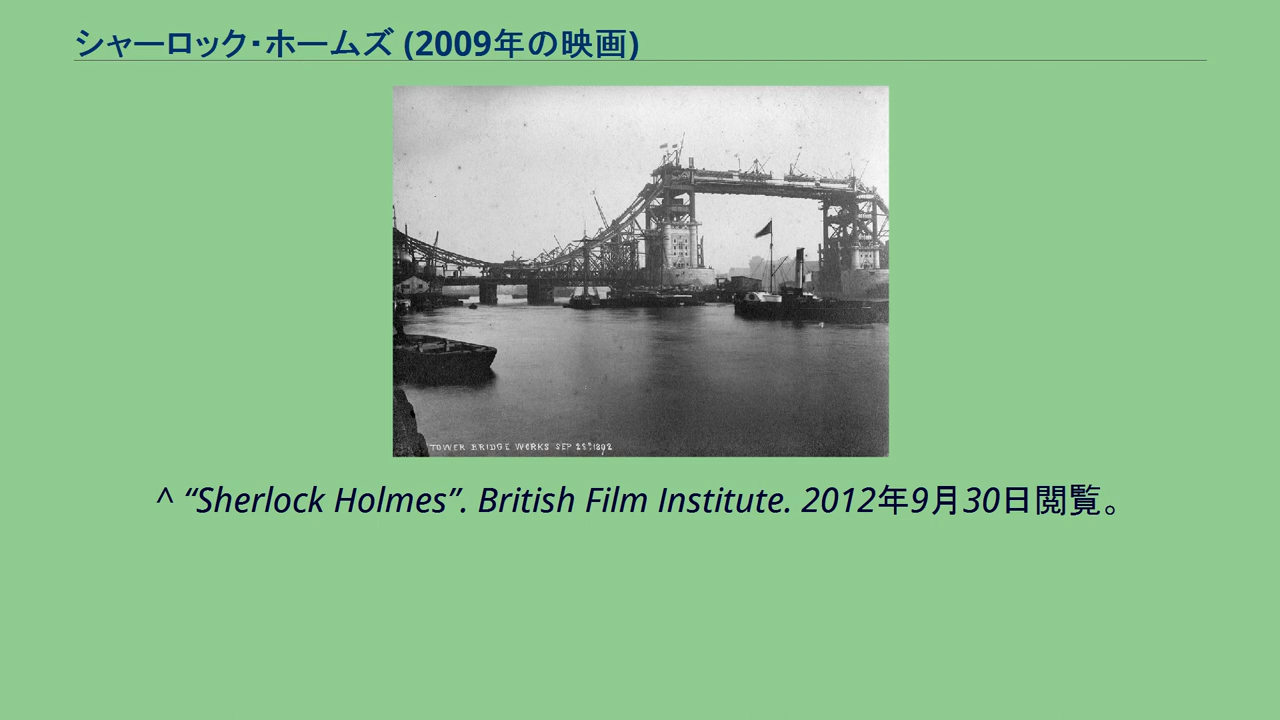 シャーロック・ホームズ (2009年の映画)
TOWER BRIDGE WORKS SEP 28TH 1892
^ “Sherlock Holmes”. British Film Institute. 2012年9月30日閲覧。